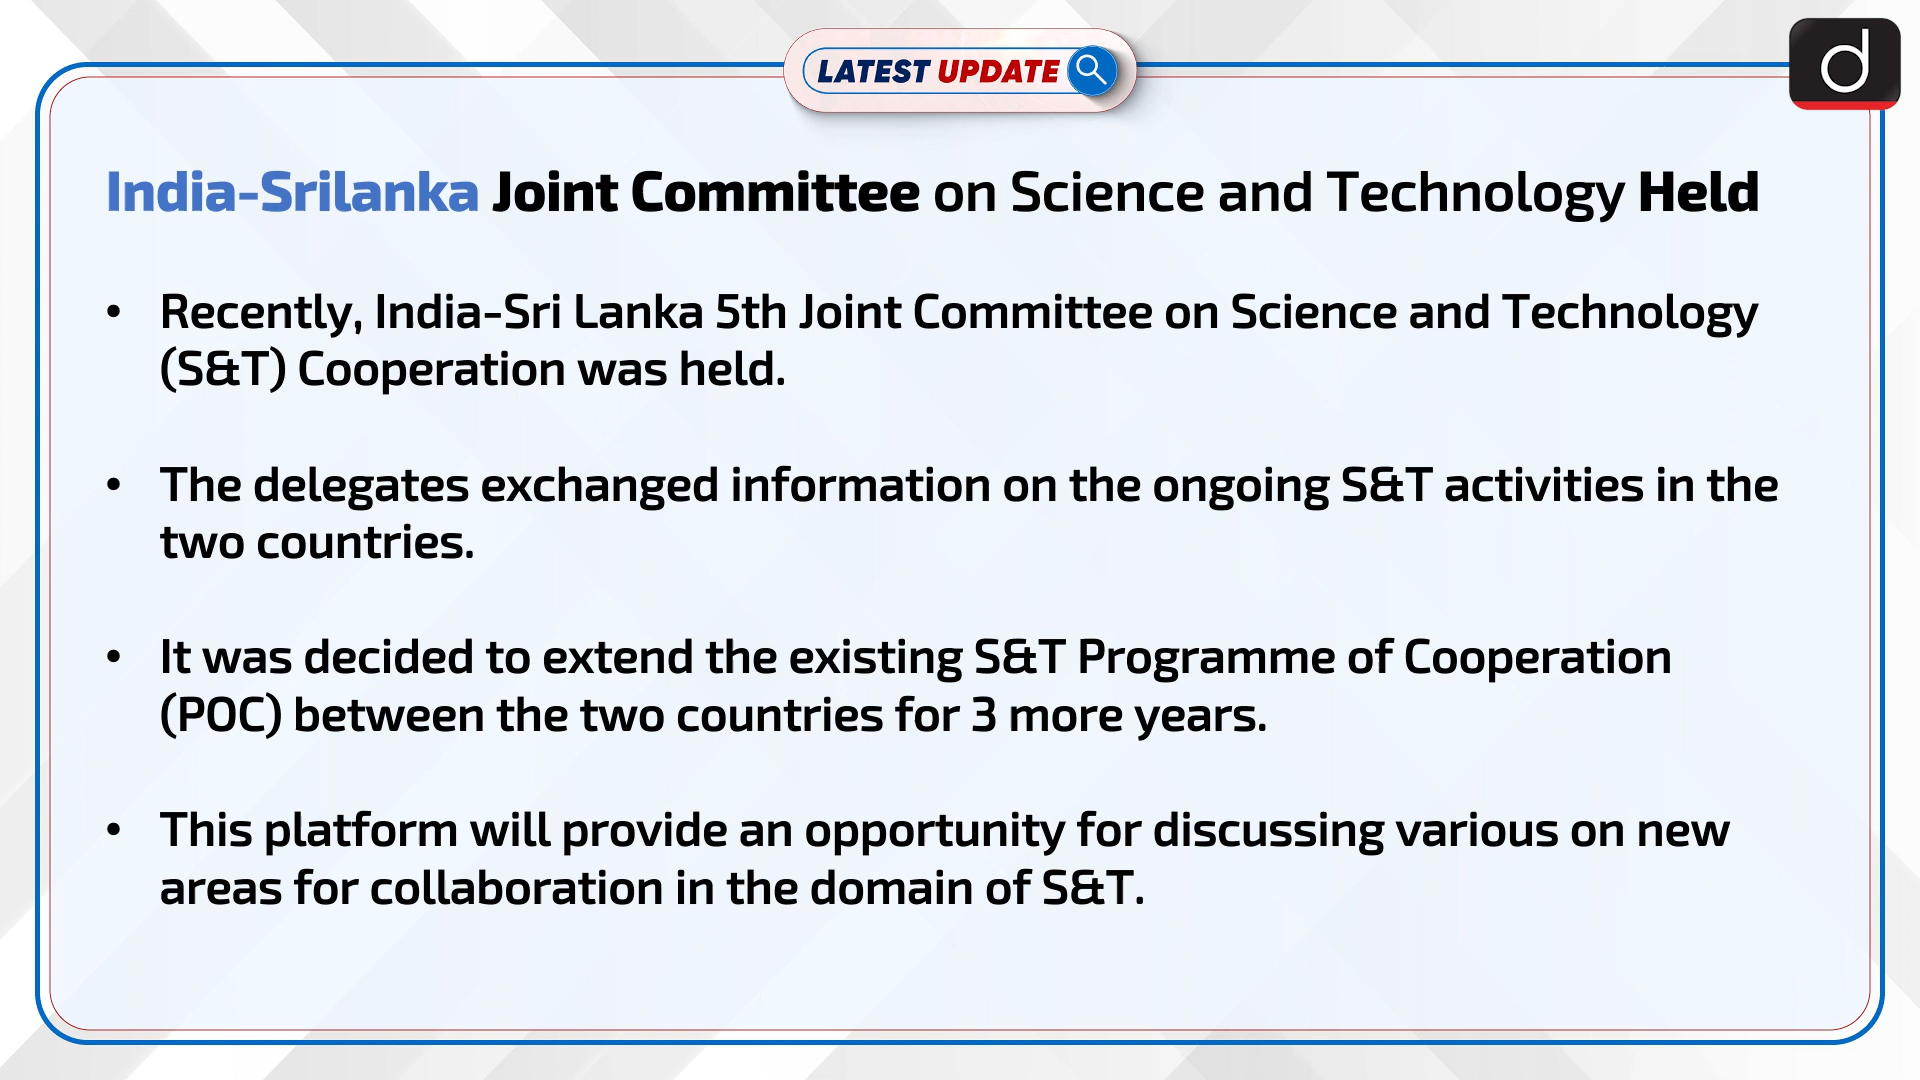 LATEST UPDATE
d
India-Srilanka Joint Committee on Science and Technology Held
• Recently, India-Sri Lanka 5th Joint Committee on Science and Technology
(S&T) Cooperation was held.
• The delegates exchanged information on the ongoing S&T activities in the
two countries.
• It was decided to extend the existing S&T Programme of Cooperation
(POC) between the two countries for 3 more years.
• This platform will provide an opportunity for discussing various on new
areas for collaboration in the domain of S&T.